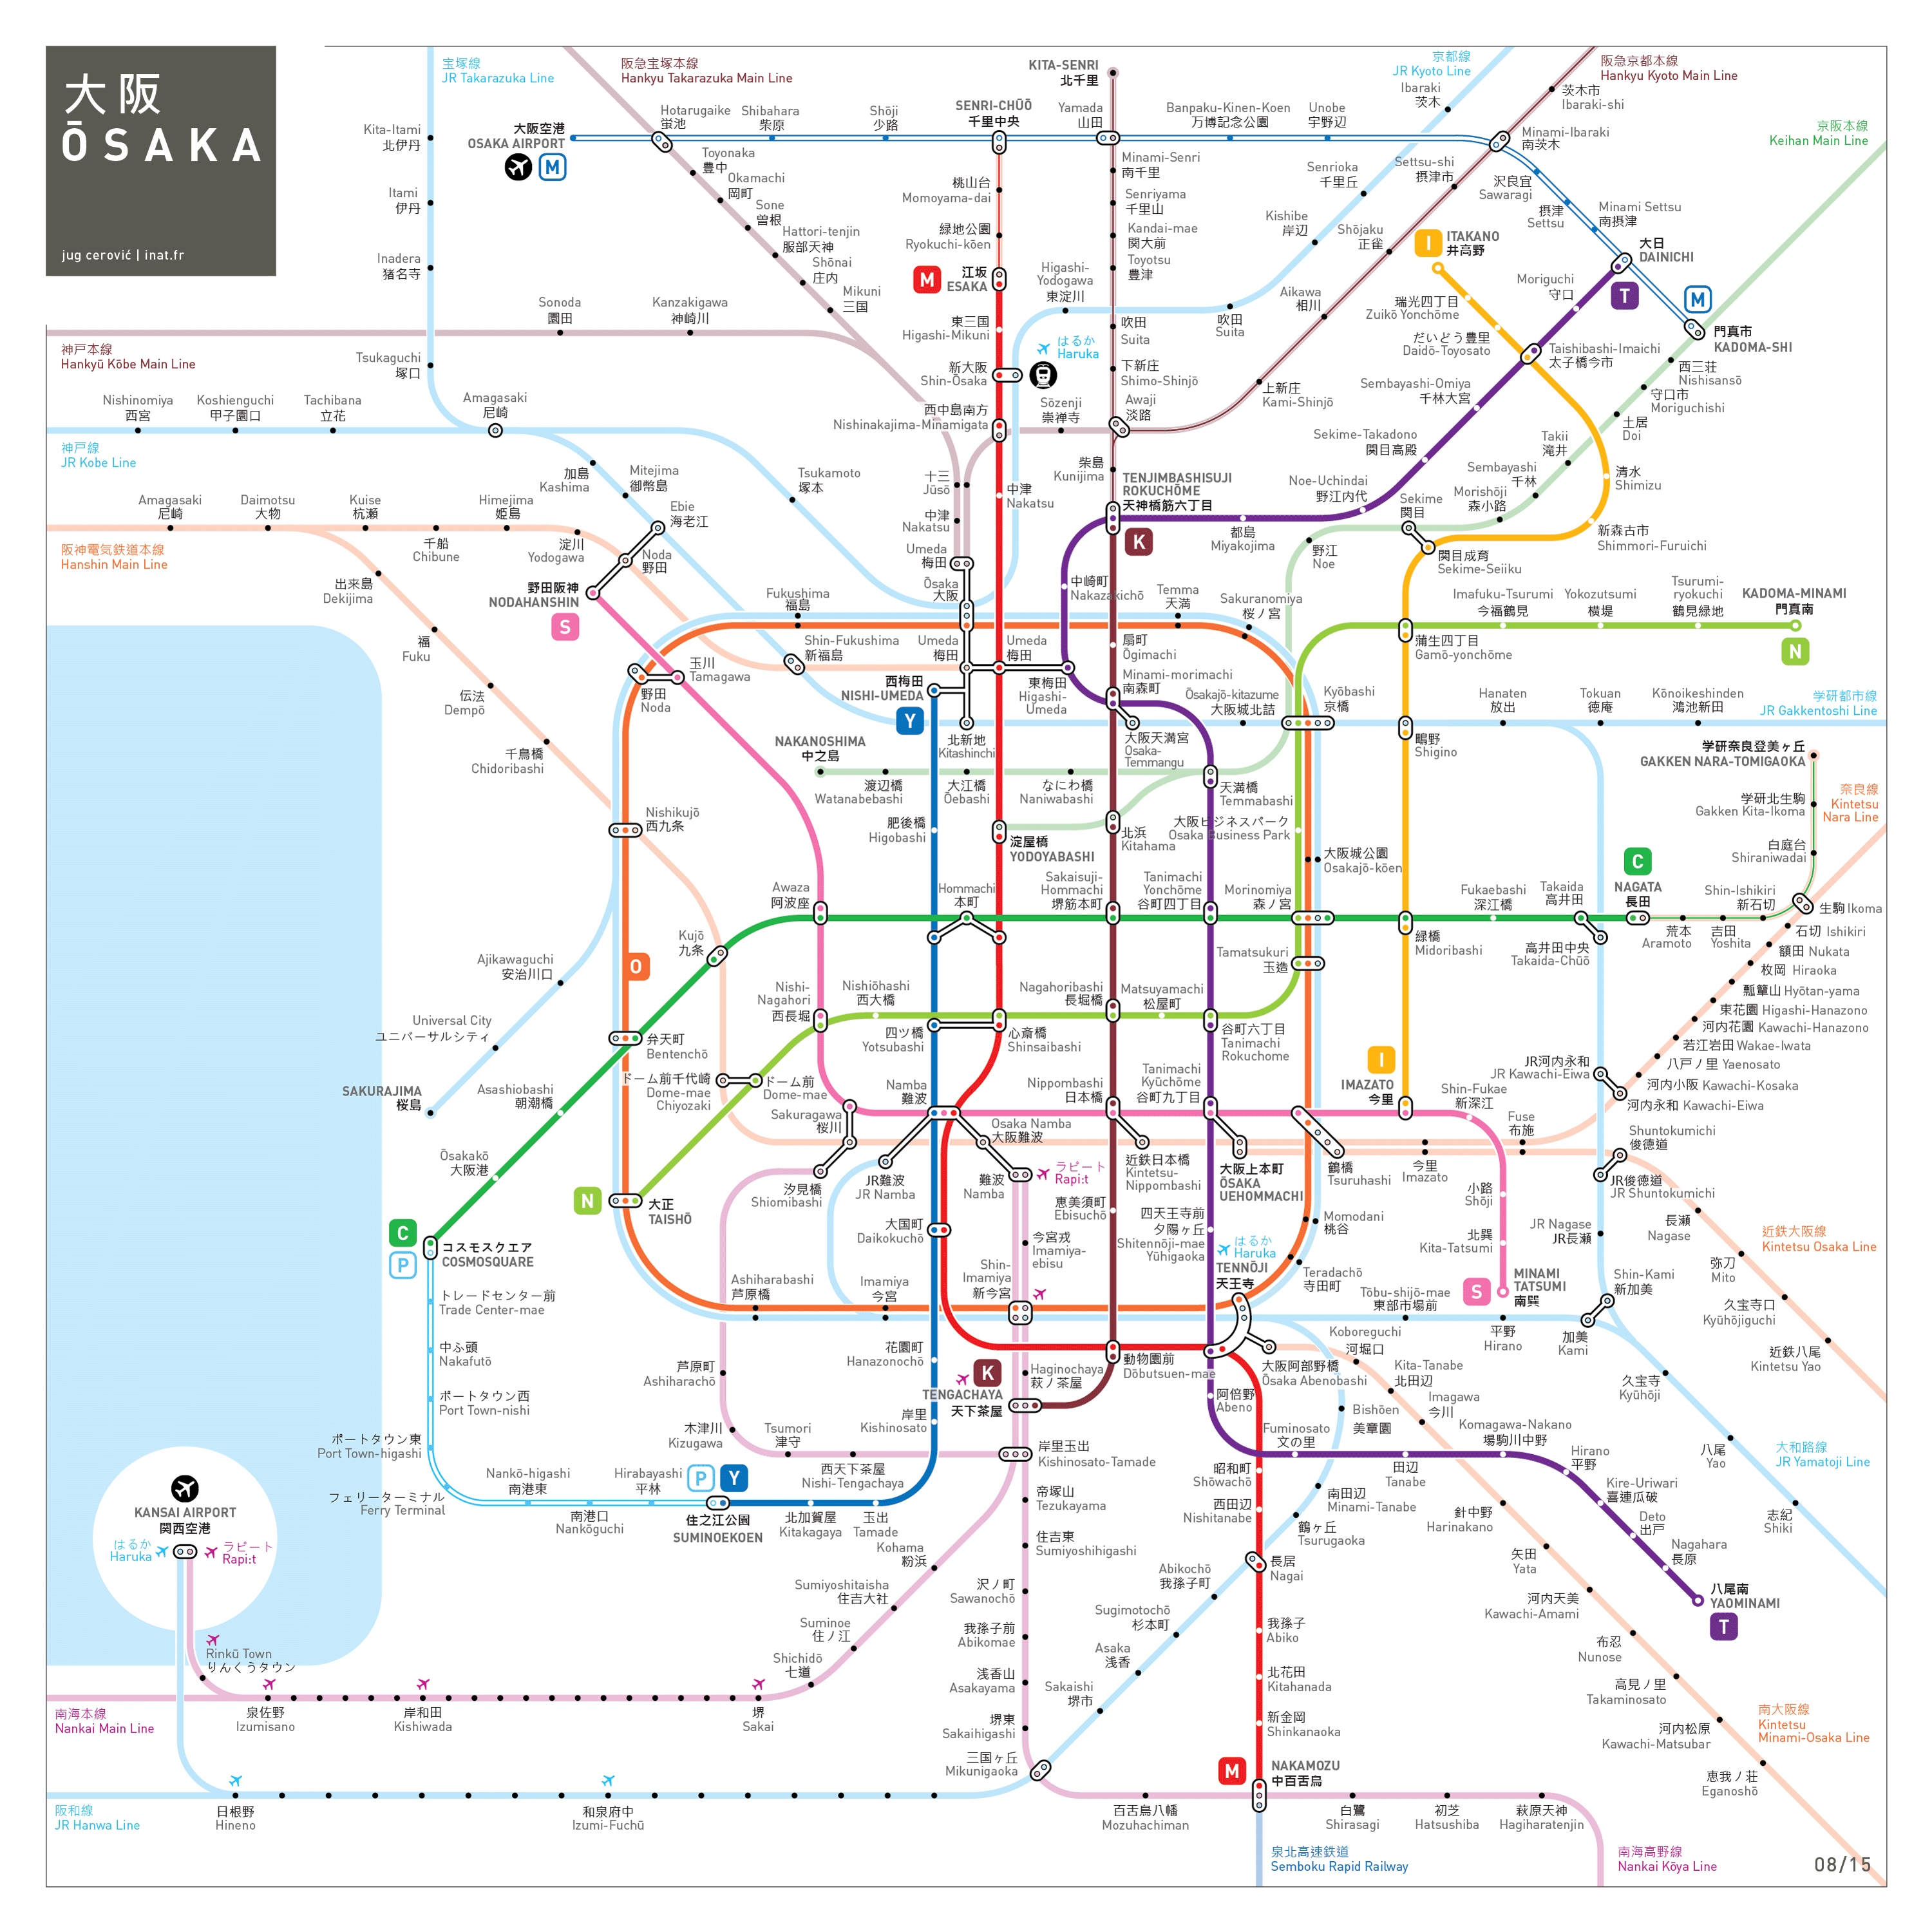 大阪
ŌSAKA
jug cerović | inat.fr
宝塚線
JR Takarazuka Line
阪急宝塚本線
Hankyu Takarazuka Main Line
KITA-SENRI
北千里
京都線
JR Kyoto Line
阪急京都本線
Hankyu Kyoto Main Line
京阪本線
Keihan Main Line
Kita-Itami
北伊丹
Itami
伊丹
Inadera
猪名寺
Tsukaguchi
塚口
大阪空港
OSAKA AIRPORT
M
Hotarugaike
蛍池
Shibahara
柴原
Shōji
少路
SENRI-CHŪŌ
千里中央
Yamada
山田
Banpaku-Kinen-Koen
万博記念公園
Unobe
宇野辺
Ibaraki
茨木
茨木市
Ibaraki-shi
Minami-Ibaraki
南茨木
Toyonaka
豊中
Okamachi
岡町
Sone
曽根
Hattori-tenjin
服部天神
Shōnai
庄内
Mikuni
三国
桃山台
Momoyama-dai
緑地公園
Ryokuchi-kōen
M
江坂
ESAKA
東三国
Higashi-Mikuni
新大阪
Shin-Ōsaka
西中島南方
Nishinakajima-Minamigata
Minami-Senri
南千里
Senriyama
千里山
Kandai-mae
関大前
Toyotsu
豊津
吹田
Suita
下新庄
Shimo-Shinjō
Awaji
淡路
Sōzenji
崇禅寺
柴島
Kunijima
Higashi-
Yodogawa
東淀川
はるか
Haruka
吹田
Suita
Kishibe
岸辺
Senrioka
千里丘
Settsu-shi
摂津市
Shōjaku
正雀
Aikawa
相川
上新庄
Kami-Shinjō
沢良宜
Sawaragi
摂津
Settsu
Minami Settsu
南摂津
大日
DAINICHI
T
M
門真市
KADOMA-SHI
I
ITAKANO
井高野
瑞光四丁目
Zuikō Yonchōme
だいどう豊里
Daidō-Toyosato
Moriguchi
守口
Taishibashi-Imaichi
太子橋今市
Sembayashi-Omiya
千林大宮
Sekime-Takadono
関目高殿
Noe-Uchindai
野江内代
都島
Miyakojima
西三荘
Nishisansō
守口市
Moriguchishi
土居
Doi
Takii
滝井
Sembayashi
千林
Morishōji
森小路
Sekime
関目
野江
Noe
清水
Shimizu
新森古市
Shimmori-Furuichi
関目成育
Sekime-Seiiku
神戸本線
Hankyū Kōbe Main Line
Sonoda
園田
Kanzakigawa
神崎川
Nishinomiya
西宮
Koshienguchi
甲子園口
Tachibana
立花
Amagasaki
尼崎
神戸線
JR Kobe Line
加島
Kashima
Mitejima
御幣島
Ebie
海老江
Tsukamoto
塚本
十三
Jūsō
中津
Nakatsu
中津
Nakatsu
Umeda
梅田
Ōsaka
大阪
TENJIMBASHISUJI
ROKUCHŌME
天神橋筋六丁目
K
Amagasaki
尼崎
Daimotsu
大物
Kuise
杭瀬
千船
Chibune
Himejima
姫島
淀川
Yodogawa
Noda
野田
阪神電気鉄道本線
Hanshin Main Line
出来島
Dekijima
福
Fuku
伝法
Dempō
千鳥橋
Chidoribashi
野田阪神
NODAHANSHIN
S
玉川
Tamagawa
野田
Noda
Fukushima
福島
Shin-Fukushima
新福島
Umeda
梅田
Umeda
梅田
西梅田
NISHI-UMEDA
Y
東梅田
Higashi-
Umeda
北新地
Kitashinchi
中崎町
Nakazakichō
Temma
天満
Sakuranomiya
桜ノ宮
扇町
Ōgimachi
Minami-morimachi
南森町
大阪天満宮
Osaka-
Temmangu
Ōsakajō-kitazume
大阪城北詰
Kyōbashi
京橋
Imafuku-Tsurumi
今福鶴見
Yokozutsumi
横堤
Tsurumi-
ryokuchi
鶴見緑地
KADOMA-MINAMI
門真南
N
蒲生四丁目
Gamō-yonchōme
鴫野
Shigino
Hanaten
放出
Tokuan
徳庵
Kōnoikeshinden
鴻池新田
学研都市線
JR Gakkentoshi Line
学研奈良登美ヶ丘
GAKKEN NARA-TOMIGAOKA
学研北生駒
Gakken Kita-Ikoma
白庭台
Shiraniwadai
奈良線
Kintetsu
Nara Line
NAKANOSHIMA
中之島
渡辺橋
Watanabebashi
大江橋
Ōebashi
なにわ橋
Naniwabashi
天満橋
Temmabashi
肥後橋
Higobashi
淀屋橋
YODOYABASHI
北浜
Kitahama
大阪ビジネスパーク
Osaka Business Park
大阪城公園
Osakajō-kōen
Nishikujō
西九条
Ajikawaguchi
安治川口
Universal City
ユニバーサルシティ
SAKURAJIMA
桜島
O
Kujō
九条
Awaza
阿波座
Hommachi
本町
Sakaisuji-
Hommachi
堺筋本町
Tanimachi
Yonchōme
谷町四丁目
Morinomiya
森ノ宮
緑橋
Midoribashi
Fukaebashi
深江橋
Takaida
高井田
C
NAGATA
長田
高井田中央
Takaida-Chūō
荒本
Aramoto
吉田
Yoshita
Shin-Ishikiri
新石切
生駒 Ikoma
石切 Ishikiri
額田 Nukata
枚岡 Hiraoka
瓢箪山 Hyōtan-yama
東花園 Higashi-Hanazono
河内花園 Kawachi-Hanazono
若江岩田 Wakae-Iwata
八戸ノ里 Yaenosato
河内小阪 Kawachi-Kosaka
河内永和 Kawachi-Eiwa
JR河内永和
JR Kawachi-Eiwa
Tamatsukuri
玉造
弁天町
Bentenchō
Asashiobashi
朝潮橋
Ōsakakō
大阪港
C
P
コスモスクエア
COSMOSQUARE
Nishi-
Nagahori
西長堀
Nishiōhashi
西大橋
四ツ橋
Yotsubashi
心斎橋
Shinsaibashi
Nagahoribashi
長堀橋
Matsuyamachi
松屋町
谷町六丁目
Tanimachi
Rokuchome
ドーム前千代崎
Dome-mae
Chiyozaki
ドーム前
Dome-mae
Sakuragawa
桜川
Namba
難波
Osaka Namba
大阪難波
Nippombashi
日本橋
Tanimachi
Kyūchōme
谷町九丁目
I
IMAZATO
今里
Shin-Fukae
新深江
Fuse
布施
今里
Imazato
Shuntokumichi
俊徳道
JR俊徳道
JR Shuntokumichi
N
大正
TAISHŌ
汐見橋
Shiomibashi
JR難波
JR Namba
難波
Namba
ラピート
Rapi:t
近鉄日本橋
Kintetsu-
Nippombashi
恵美須町
Ebisuchō
大阪上本町
ŌSAKA
UEHOMMACHI
鶴橋
Tsuruhashi
四天王寺前
夕陽ヶ丘
Shitennōji-mae
Yūhigaoka
Momodani
桃谷
Teradachō
寺田町
はるか
Haruka
TENNŌJI
天王寺
小路
Shōji
北巽
Kita-Tatsumi
S
MINAMI
TATSUMI
南巽
JR Nagase
JR長瀬
長瀬
Nagase
弥刀
Mito
久宝寺口
Kyūhōjiguchi
近鉄八尾
Kintetsu Yao
近鉄大阪線
Kintetsu Osaka Line
Shin-Kami
新加美
加美
Kami
大国町
Daikokuchō
今宮戎
Imamiya-
ebisu
Shin-
Imamiya
新今宮
Ashiharabashi
芦原橋
Imamiya
今宮
芦原町
Ashiharachō
木津川
Kizugawa
Tsumori
津守
西天下茶屋
Nishi-Tengachaya
花園町
Hanazonochō
岸里
Kishinosato
K
TENGACHAYA
天下茶屋
Haginochaya
萩ノ茶屋
動物園前
Dōbutsuen-mae
岸里玉出
Kishinosato-Tamade
阿倍野
Abeno
大阪阿部野橋
Ōsaka Abenobashi
Koboreguchi
河堀口
Tōbu-shijō-mae
東部市場前
平野
Hirano
Kita-Tanabe
北田辺
Imagawa
今川
Bishōen
美章園
Fuminosato
文の里
Komagawa-Nakano
場駒川中野
田辺
Tanabe
Hirano
平野
Kire-Uriwari
喜連瓜破
Deto
出戸
Nagahara
長原
八尾南
YAOMINAMI
T
久宝寺
Kyūhōji
八尾
Yao
志紀
Shiki
大和路線
JR Yamatoji Line
トレードセンター前
Trade Center-mae
中ふ頭
Nakafutō
ポートタウン西
Port Town-nishi
ポートタウン東
Port Town-higashi
フェリーターミナル
Ferry Terminal
Nankō-higashi
南港東
南港口
Nankōguchi
Hirabayashi
平林
P
Y
住之江公園
SUMINOEKOEN
北加賀屋
Kitakagaya
玉出
Tamade
昭和町
Shōwachō
西田辺
Nishitanabe
南田辺
Minami-Tanabe
鶴ヶ丘
Tsurugaoka
長居
Nagai
針中野
Harinakano
矢田
Yata
河内天美
Kawachi-Amami
布忍
Nunose
高見ノ里
Takaminosato
河内松原
Kawachi-Matsubar
恵我ノ荘
Eganoshō
南大阪線
Kintetsu
Minami-Osaka Line
KANSAI AIRPORT
関西空港
はるか
Haruka
ラピート
Rapi:t
Rinkū Town
りんくうタウン
南海本線
Nankai Main Line
泉佐野
Izumisano
岸和田
Kishiwada
堺
Sakai
Shichidō
七道
Suminoe
住ノ江
Sumiyoshitaisha
住吉大社
Kohama
粉浜
帝塚山
Tezukayama
住吉東
Sumiyoshihigashi
沢ノ町
Sawanochō
我孫子前
Abikomae
浅香山
Asakayama
堺東
Sakaihigashi
三国ヶ丘
Mikunigaoka
Abikochō
我孫子町
Sugimotochō
杉本町
Asaka
浅香
Sakaishi
堺市
我孫子
Abiko
北花田
Kitahanada
新金岡
Shinkanaoka
M
NAKAMOZU
中百舌鳥
阪和線
JR Hanwa Line
日根野
Hineno
和泉府中
Izumi-Fuchū
百舌鳥八幡
Mozuhachiman
白鷺
Shirasagi
初芝
Hatsushiba
萩原天神
Hagiharatenjin
泉北高速鉄道
Semboku Rapid Railway
南海高野線
Nankai Kōya Line
08/15